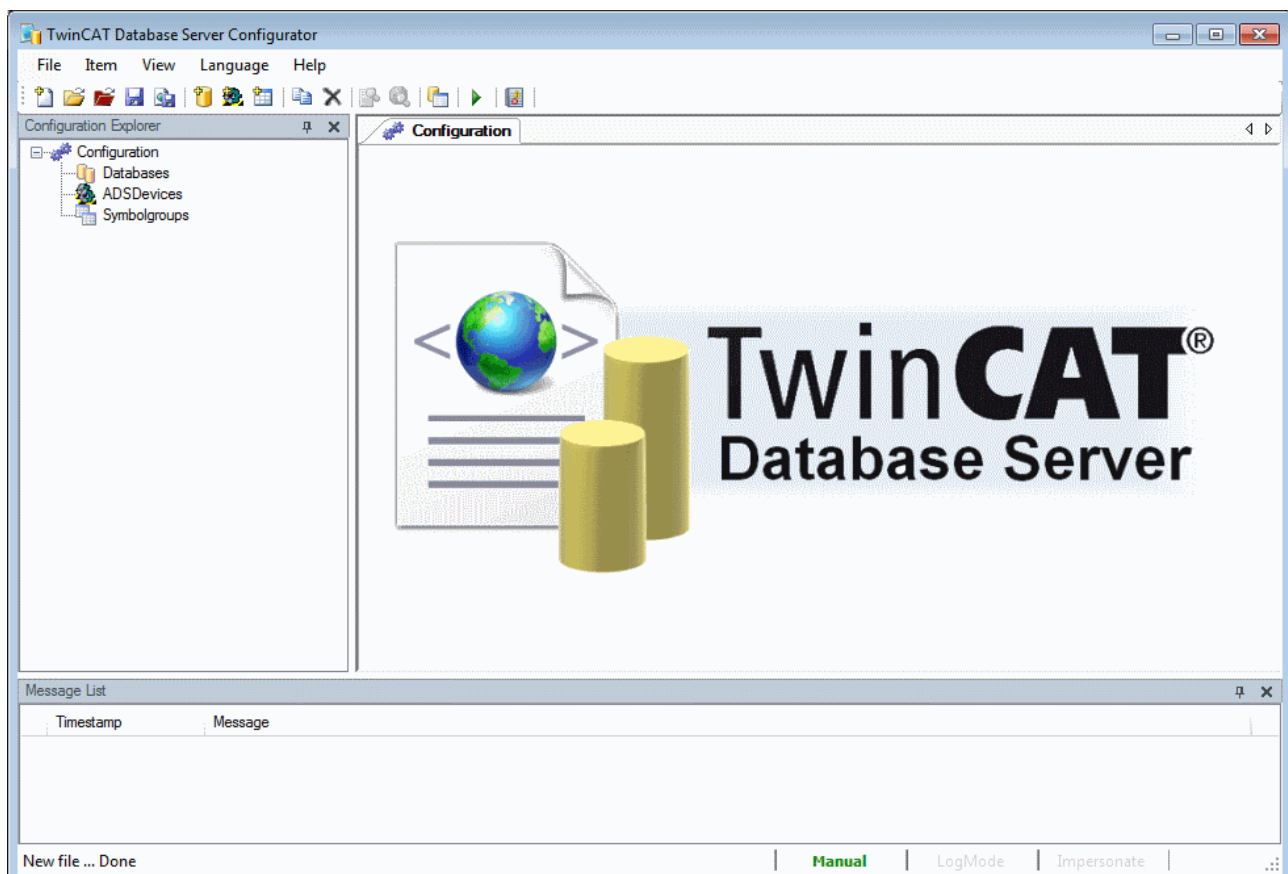 TwinCAT Database Server Configurator
File Item View Language Help
Configuration Explorer
Configuration
Databases
ADSDevices
Symbolgroups
Configuration
< >
TwinCAT®
Database Server
Message List
Timestamp Message
New file ... Done Manual LogMode Impersonate